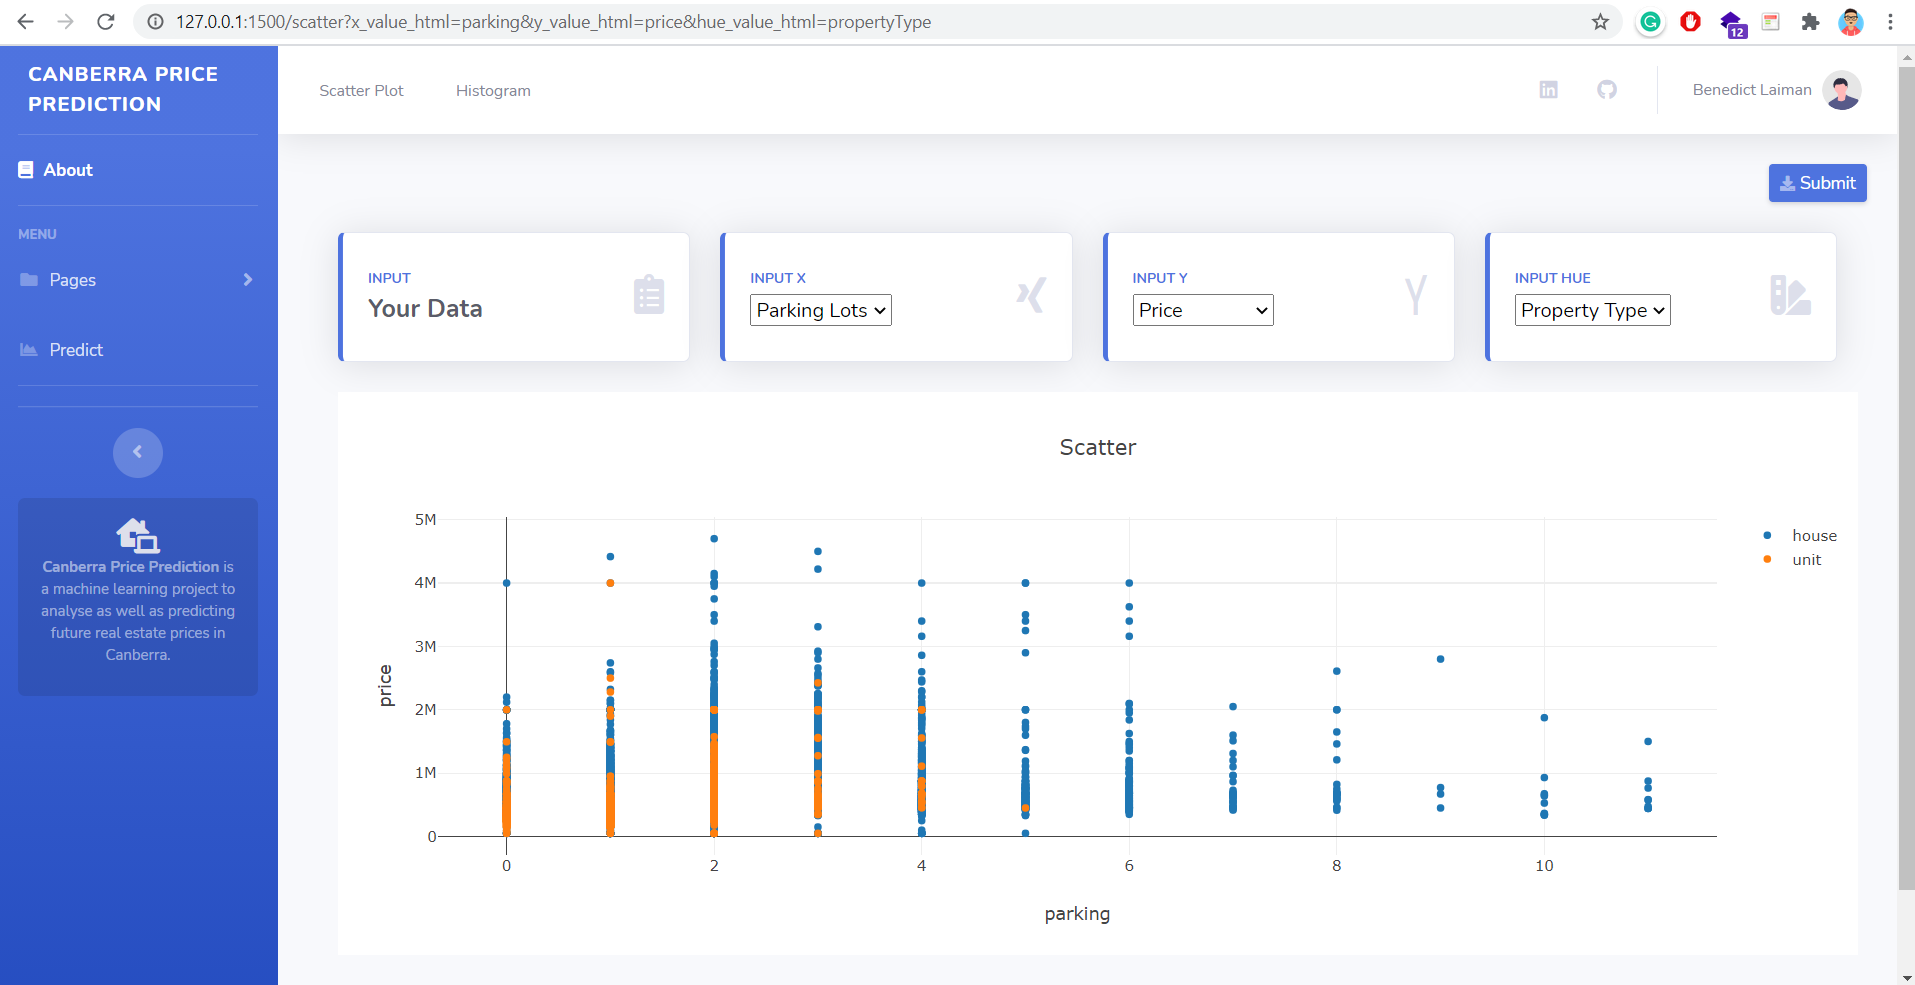 127.0.0.1:1500/scatter?x_value_html=parking&y_value_html=price&hue_value_html=propertyType
12
CANBERRA PRICE
PREDICTION
Scatter Plot
Histogram
Benedict Laiman
About
Submit
MENU
Pages
Predict
INPUT
Your Data
INPUT X
Parking Lots
INPUT Y
Price
INPUT HUE
Property Type
Canberra Price Prediction is
a machine learning project to
analyse as well as predicting
future real estate prices in
Canberra.
Scatter
5M
4M
3M
2M
1M
0
price
0 2 4 6 8 10
parking
house
unit